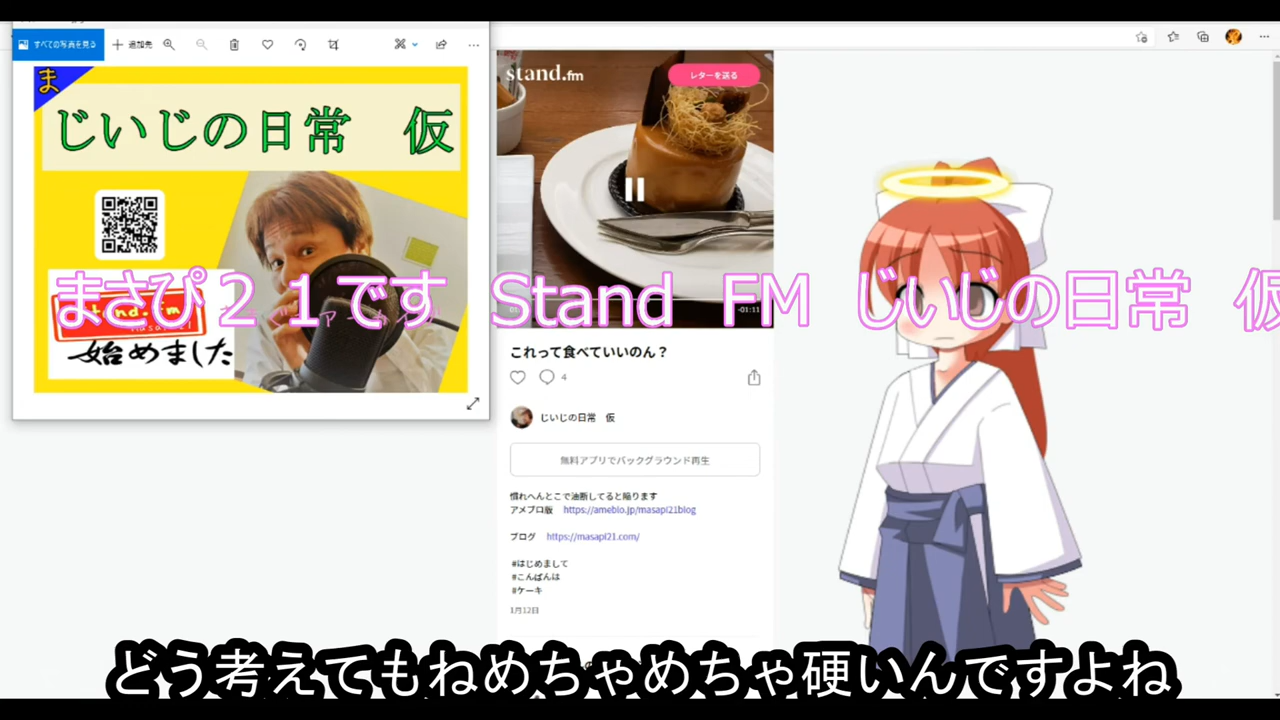 すべての写真を見る
追加先
ま
じいじの日常　仮
stand.fm
始めました
stand.fm
レターを送る
-01:11
まさぴ２１です　Stand　FM　じいじの日常　仮
これって食べていいのん？
4
じいじの日常　仮
無料アプリでバックグラウンド再生
慣れへんとこで油断してると陥ります
アメブロ版　https://ameblo.jp/masapi21blog
ブログ　https://masapi21.com/
#はじめまして
#こんばんは
#ケーキ
1月12日
どう考えてもねめちゃめちゃ硬いんですよね